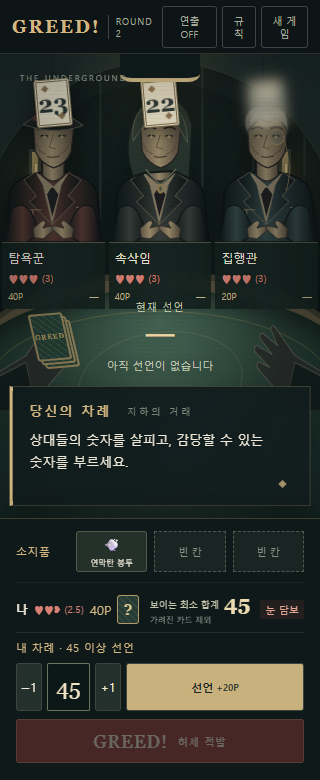 GREED!
ROUND 2
연출 OFF
규칙
새 게임
THE UNDERGROUND
23
22
탐욕꾼
속삭임
집행관
(3)
(3)
(3)
40P —
40P —
20P —
현재 선언
—
GREED
아직 선언이 없습니다
당신의 차례 지하의 거래
상대들의 숫자를 살피고, 감당할 수 있는
숫자를 부르세요.
소지품
연막탄 봉투
빈 칸
빈 칸
나 (2.5) 40P ?
보이는 최소 합계 45
가려진 카드 제외
눈 담보
내 차례 · 45 이상 선언
−1
45
+1
선언 +20P
GREED! 허세 적발